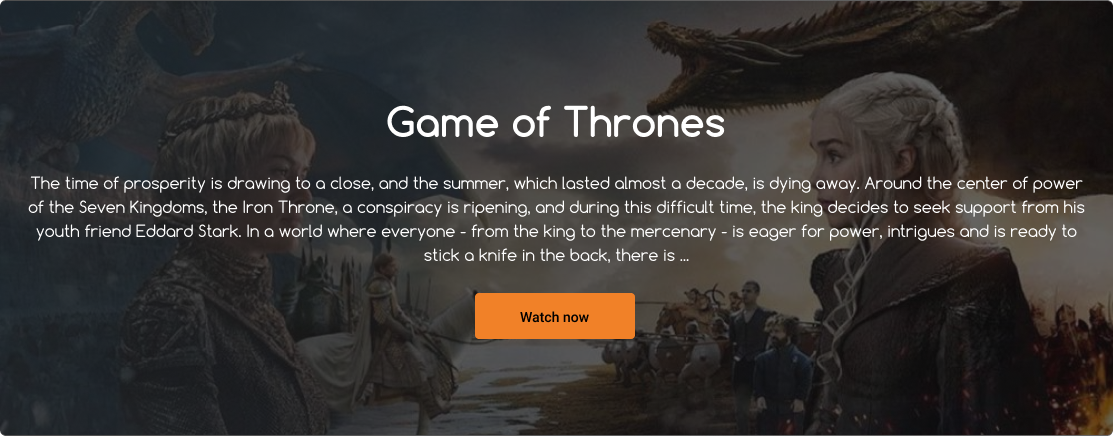 Game of Thrones
The time of prosperity is drawing to a close, and the summer, which lasted almost a decade, is dying away. Around the center of power
of the Seven Kingdoms, the Iron Throne, a conspiracy is ripening, and during this difficult time, the king decides to seek support from his
youth friend Eddard Stark. In a world where everyone - from the king to the mercenary - is eager for power, intrigues and is ready to
stick a knife in the back, there is ...
Watch now